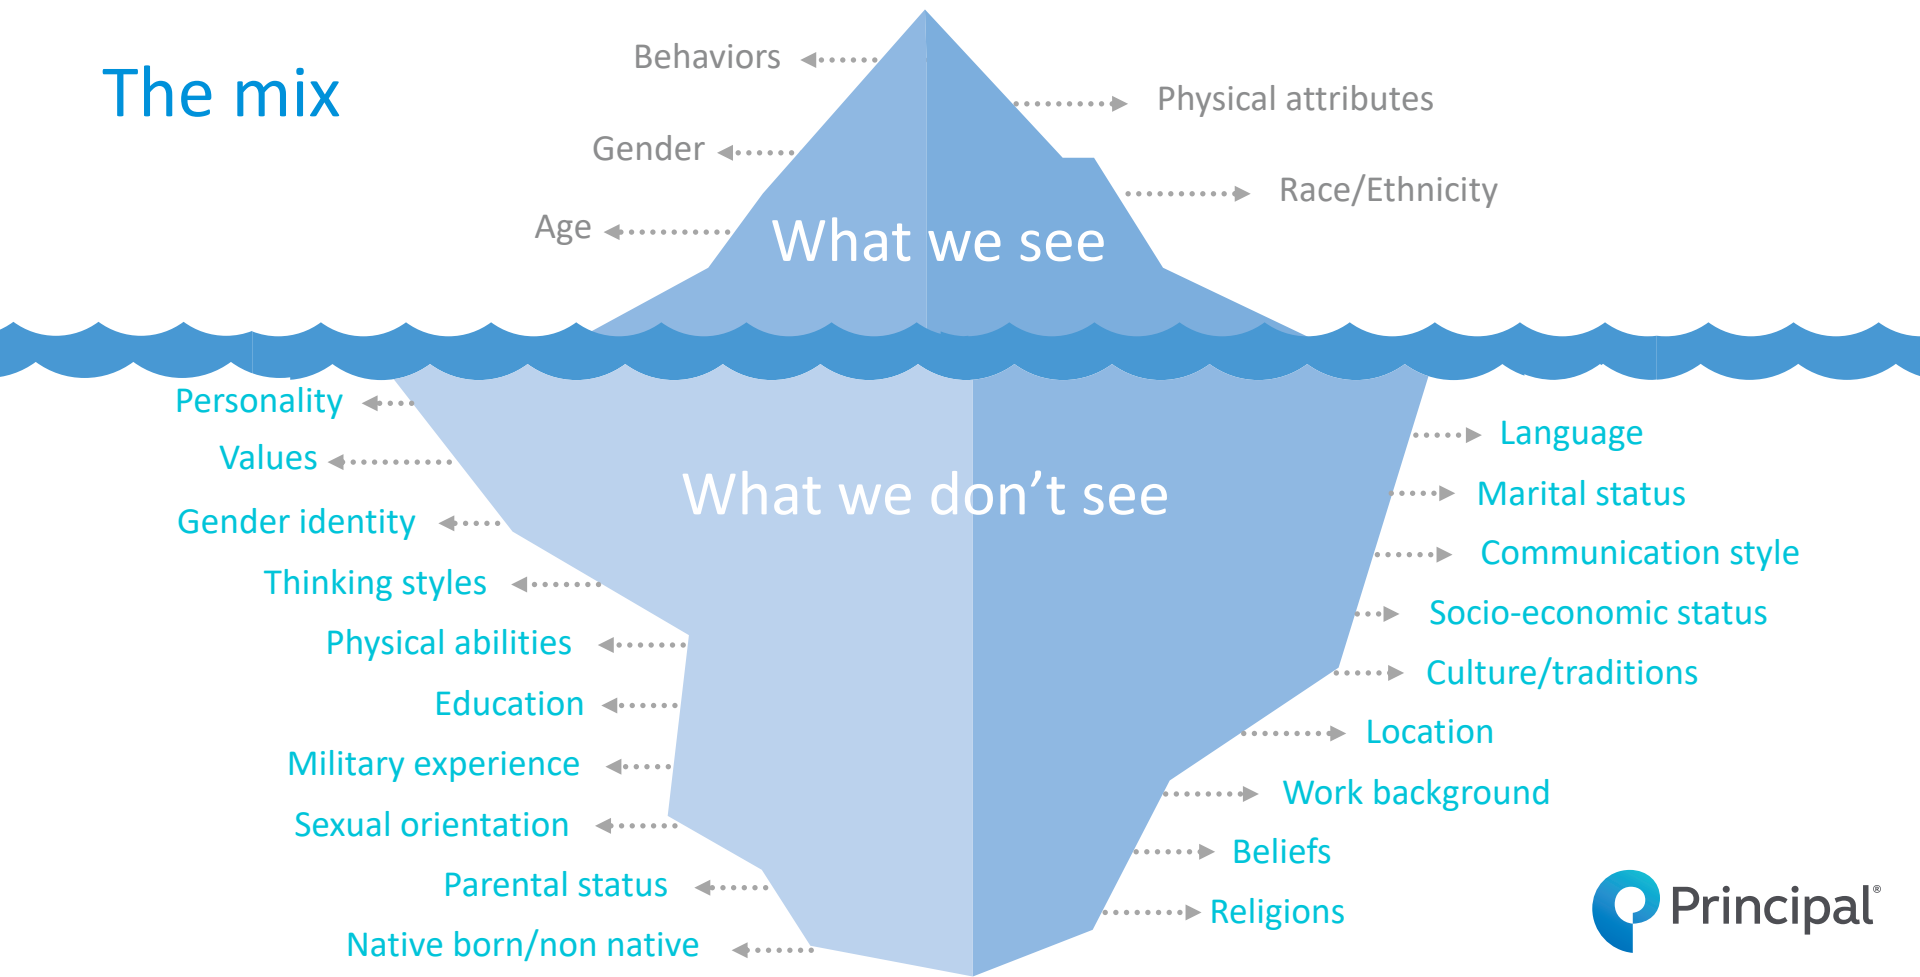 The mix
Behaviors
Physical attributes
Gender
Race/Ethnicity
Age
What we see
Personality
Values
Gender identity
Thinking styles
Physical abilities
Education
Military experience
Sexual orientation
Parental status
Native born/non native
What we don’t see
Language
Marital status
Communication style
Socio-economic status
Culture/traditions
Location
Work background
Beliefs
Religions
Principal®